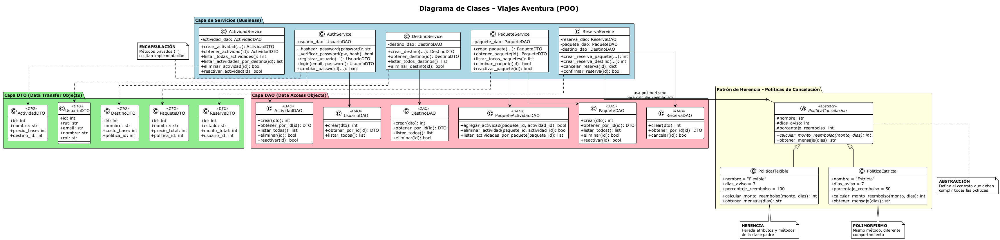 Diagrama de Clases - Viajes Aventura (POO)
Capa de Servicios (Business)
C ActividadService
-actividad_dao: ActividadDAO
+crear_actividad(...): ActividadDTO
+obtener_actividad(id): ActividadDTO
+listar_todas_actividades(): list
+listar_actividades_por_destino(id): list
+eliminar_actividad(id): bool
+reactivar_actividad(id): bool
C AuthService
-usuario_dao: UsuarioDAO
-_hashear_password(password): str
-_verificar_password(pw, hash): bool
+registrar_usuario(...): UsuarioDTO
+login(email, password): UsuarioDTO
+cambiar_password(...): bool
C DestinoService
-destino_dao: DestinoDAO
+crear_destino(...): DestinoDTO
+obtener_destino(id): DestinoDTO
+listar_todos_destinos(): list
+eliminar_destino(id): bool
C PaqueteService
-paquete_dao: PaqueteDAO
+crear_paquete(...): PaqueteDTO
+obtener_paquete(id): PaqueteDTO
+listar_todos_paquetes(): list
+eliminar_paquete(id): bool
+reactivar_paquete(id): bool
C ReservaService
-reserva_dao: ReservaDAO
-paquete_dao: PaqueteDAO
-destino_dao: DestinoDAO
+crear_reserva_paquete(...): int
+crear_reserva_destino(...): int
+cancelar_reserva(id): dict
+confirmar_reserva(id): bool
ENCAPSULACIÓN
Métodos privados (_)
ocultan implementación
Capa DTO (Data Transfer Objects)
«DTO»
C ActividadDTO
+id: int
+nombre: str
+precio_base: int
+destino_id: int
«DTO»
C UsuarioDTO
+id: int
+rut: str
+email: str
+nombre: str
+rol: str
«DTO»
C DestinoDTO
+id: int
+nombre: str
+costo_base: int
+politica_id: int
«DTO»
C PaqueteDTO
+id: int
+nombre: str
+precio_total: int
+politica_id: int
«DTO»
C ReservaDTO
+id: int
+estado: str
+monto_total: int
+usuario_id: int
Capa DAO (Data Access Objects)
«DAO»
C ActividadDAO
+crear(dto): int
+obtener_por_id(id): DTO
+listar_todas(): list
+eliminar(id): bool
+reactivar(id): bool
«DAO»
C UsuarioDAO
+crear(dto): int
+obtener_por_id(id): DTO
+listar_todos(): list
«DAO»
C DestinoDAO
+crear(dto): int
+obtener_por_id(id): DTO
+listar_todos(): list
+eliminar(id): bool
«DAO»
C PaqueteActividadDAO
+agregar_actividad(paquete_id, actividad_id): bool
+eliminar_actividad(paquete_id, actividad_id): bool
+listar_actividades_por_paquete(paquete_id): list
«DAO»
C PaqueteDAO
+crear(dto): int
+obtener_por_id(id): DTO
+listar_todos(): list
+eliminar(id): bool
+reactivar(id): bool
«DAO»
C ReservaDAO
+crear(dto): int
+obtener_por_id(id): DTO
+cancelar(id): bool
usa polimorfismo
para calcular reembolsos
Patrón de Herencia - Políticas de Cancelación
«abstract»
A PoliticaCancelacion
#nombre: str
#dias_aviso: int
#porcentaje_reembolso: int
+calcular_monto_reembolso(monto, dias): int
+obtener_mensaje(dias): str
C PoliticaFlexible
+nombre = "Flexible"
+dias_aviso = 3
+porcentaje_reembolso = 100
+calcular_monto_reembolso(monto, dias): int
+obtener_mensaje(dias): str
C PoliticaEstricta
+nombre = "Estricta"
+dias_aviso = 7
+porcentaje_reembolso = 50
+calcular_monto_reembolso(monto, dias): int
+obtener_mensaje(dias): str
ABSTRACCIÓN
Define el contrato que deben
cumplir todas las políticas
HERENCIA
Hereda atributos y métodos
de la clase padre
POLIMORFISMO
Mismo método, diferente
comportamiento